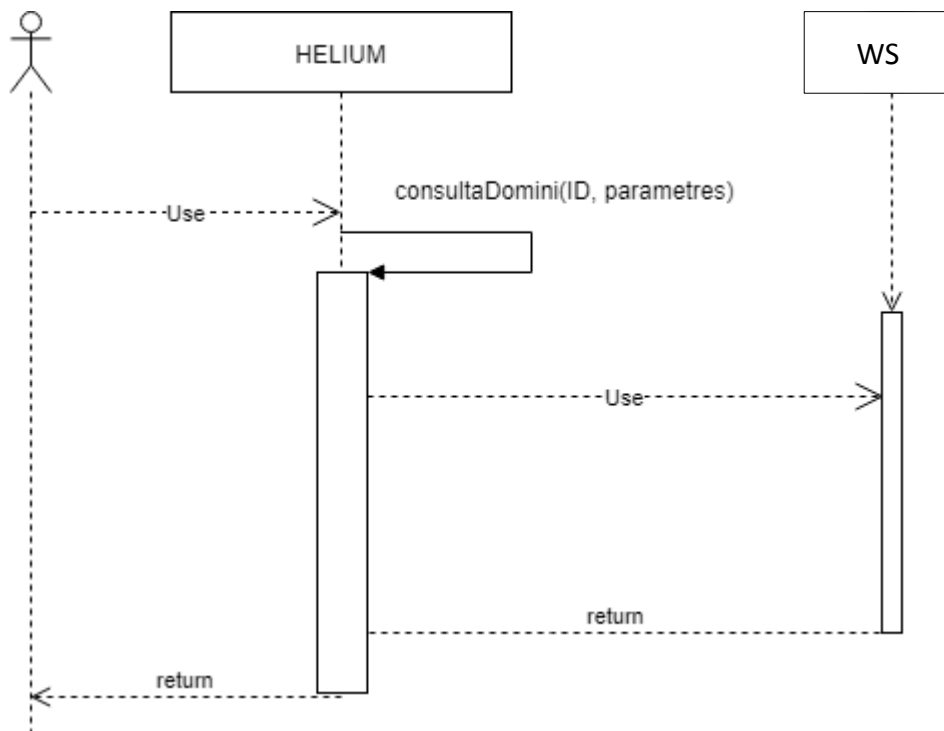 HELIUM
WS
consultaDomini(ID, parametres)
Use
Use
return
return